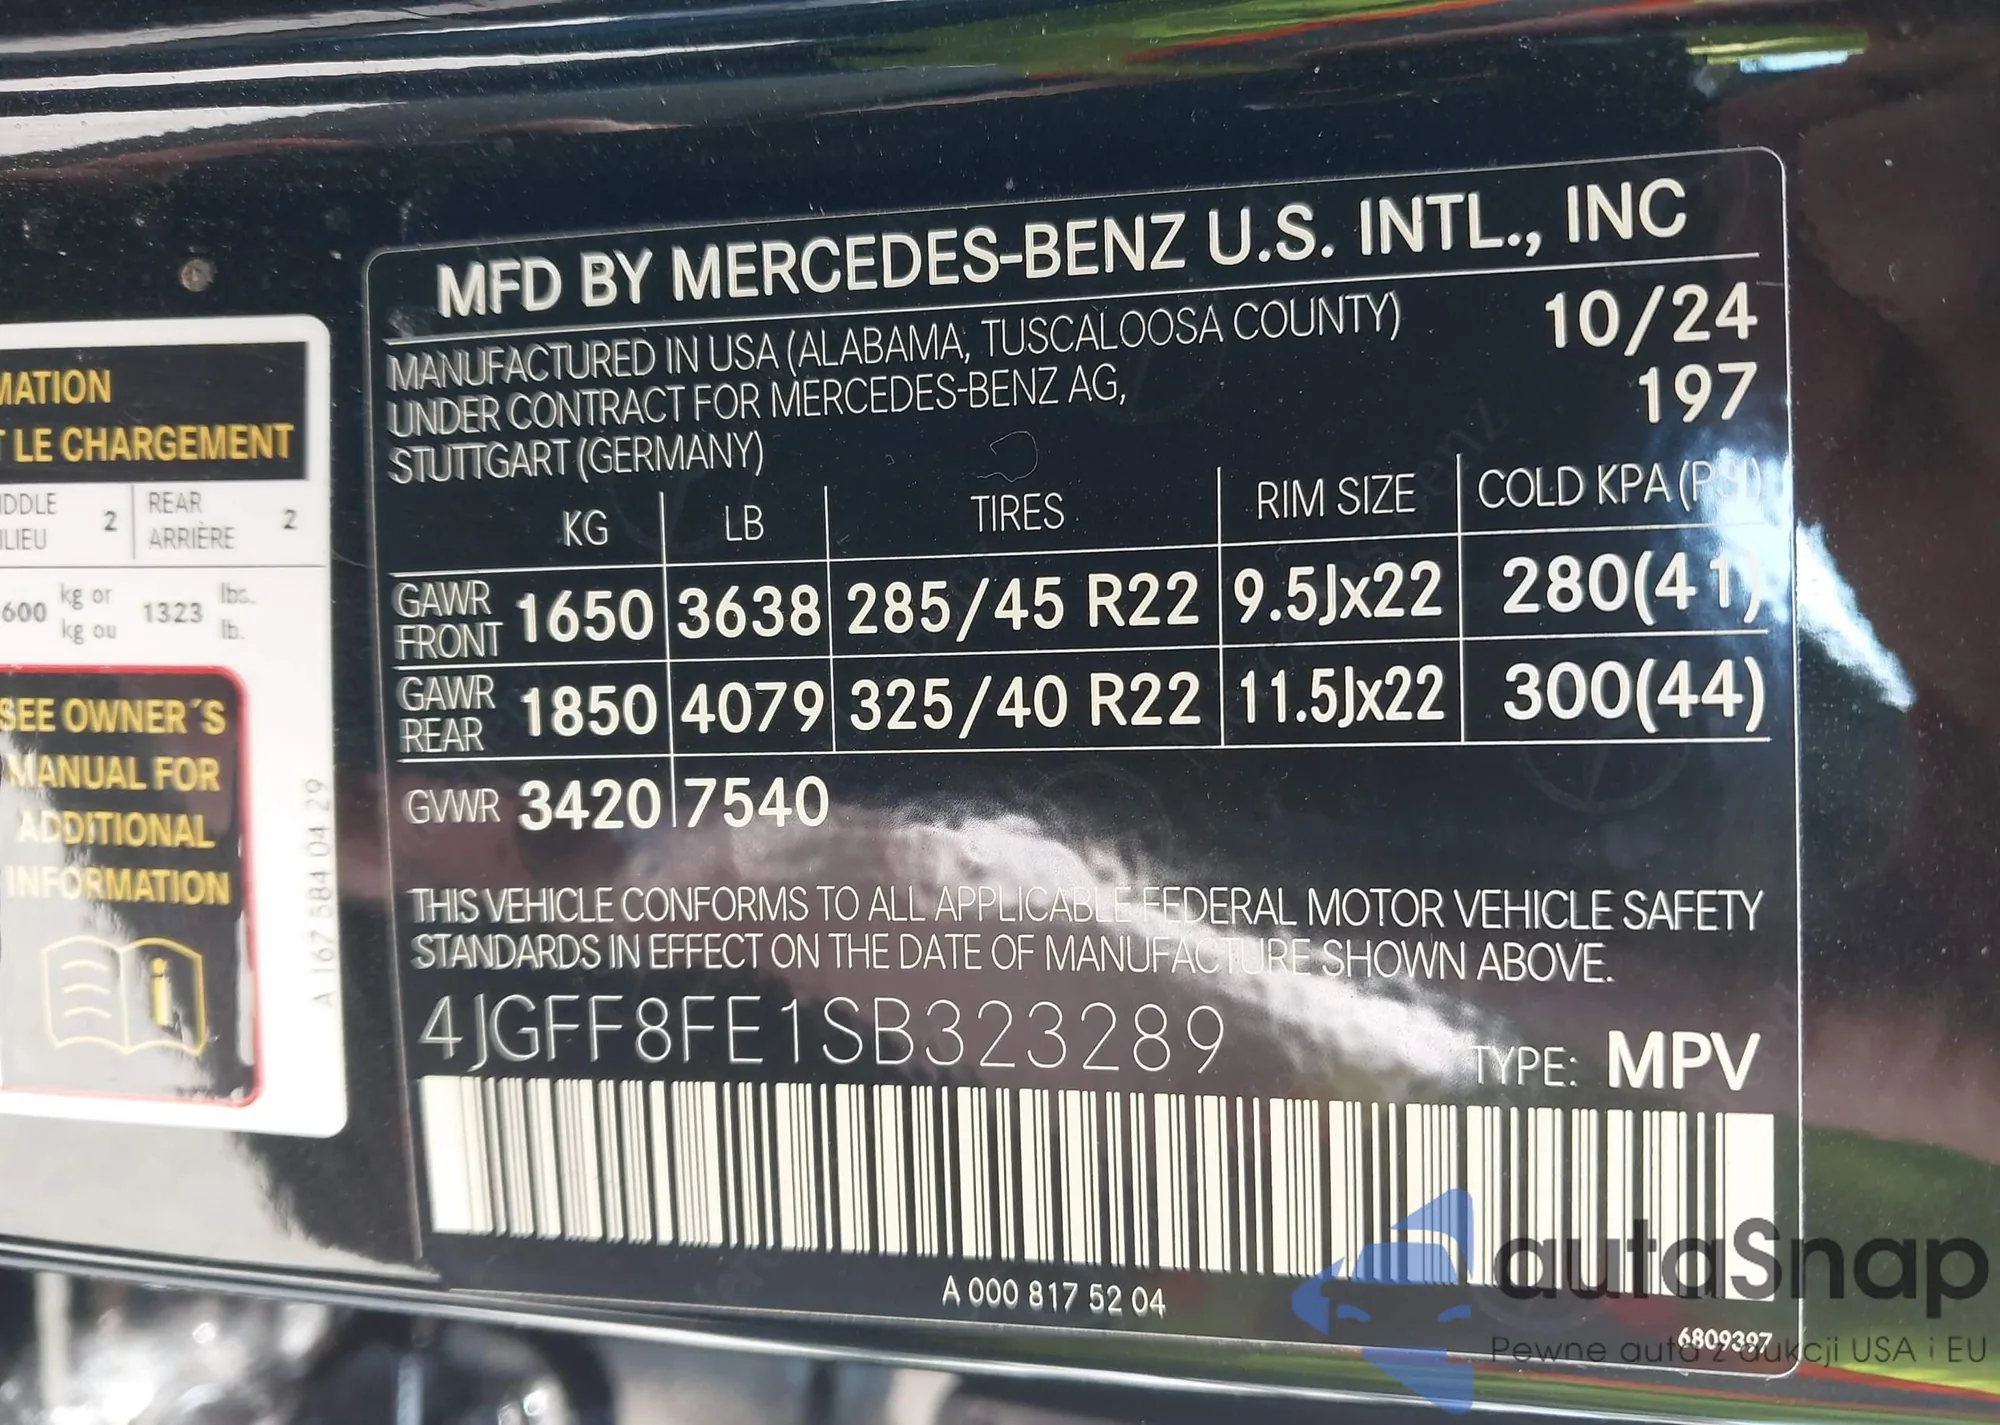 MATION
LE CHARGEMENT
IDDLE
ILIEU
2
REAR
ARRIÈRE
2
600
kg or
kg ou
1323
lbs.
lb.
SEE OWNER´S
MANUAL FOR
ADDITIONAL
INFORMATION
A 167 584 04 29
MFD BY MERCEDES-BENZ U.S. INTL., INC
MANUFACTURED IN USA (ALABAMA, TUSCALOOSA COUNTY) 10/24
UNDER CONTRACT FOR MERCEDES-BENZ AG, 197
STUTTGART (GERMANY)
KG LB TIRES RIM SIZE COLD KPA (PSI)
GAWR FRONT 1650 3638 285/45 R22 9.5Jx22 280(41)
GAWR REAR 1850 4079 325/40 R22 11.5Jx22 300(44)
GVWR 3420 7540
THIS VEHICLE CONFORMS TO ALL APPLICABLE FEDERAL MOTOR VEHICLE SAFETY
STANDARDS IN EFFECT ON THE DATE OF MANUFACTURE SHOWN ABOVE.
4JGFF8FE1SB323289
TYPE: MPV
A 000 817 52 04
6809397
autaSnap
Pewne auta z aukcji USA i EU